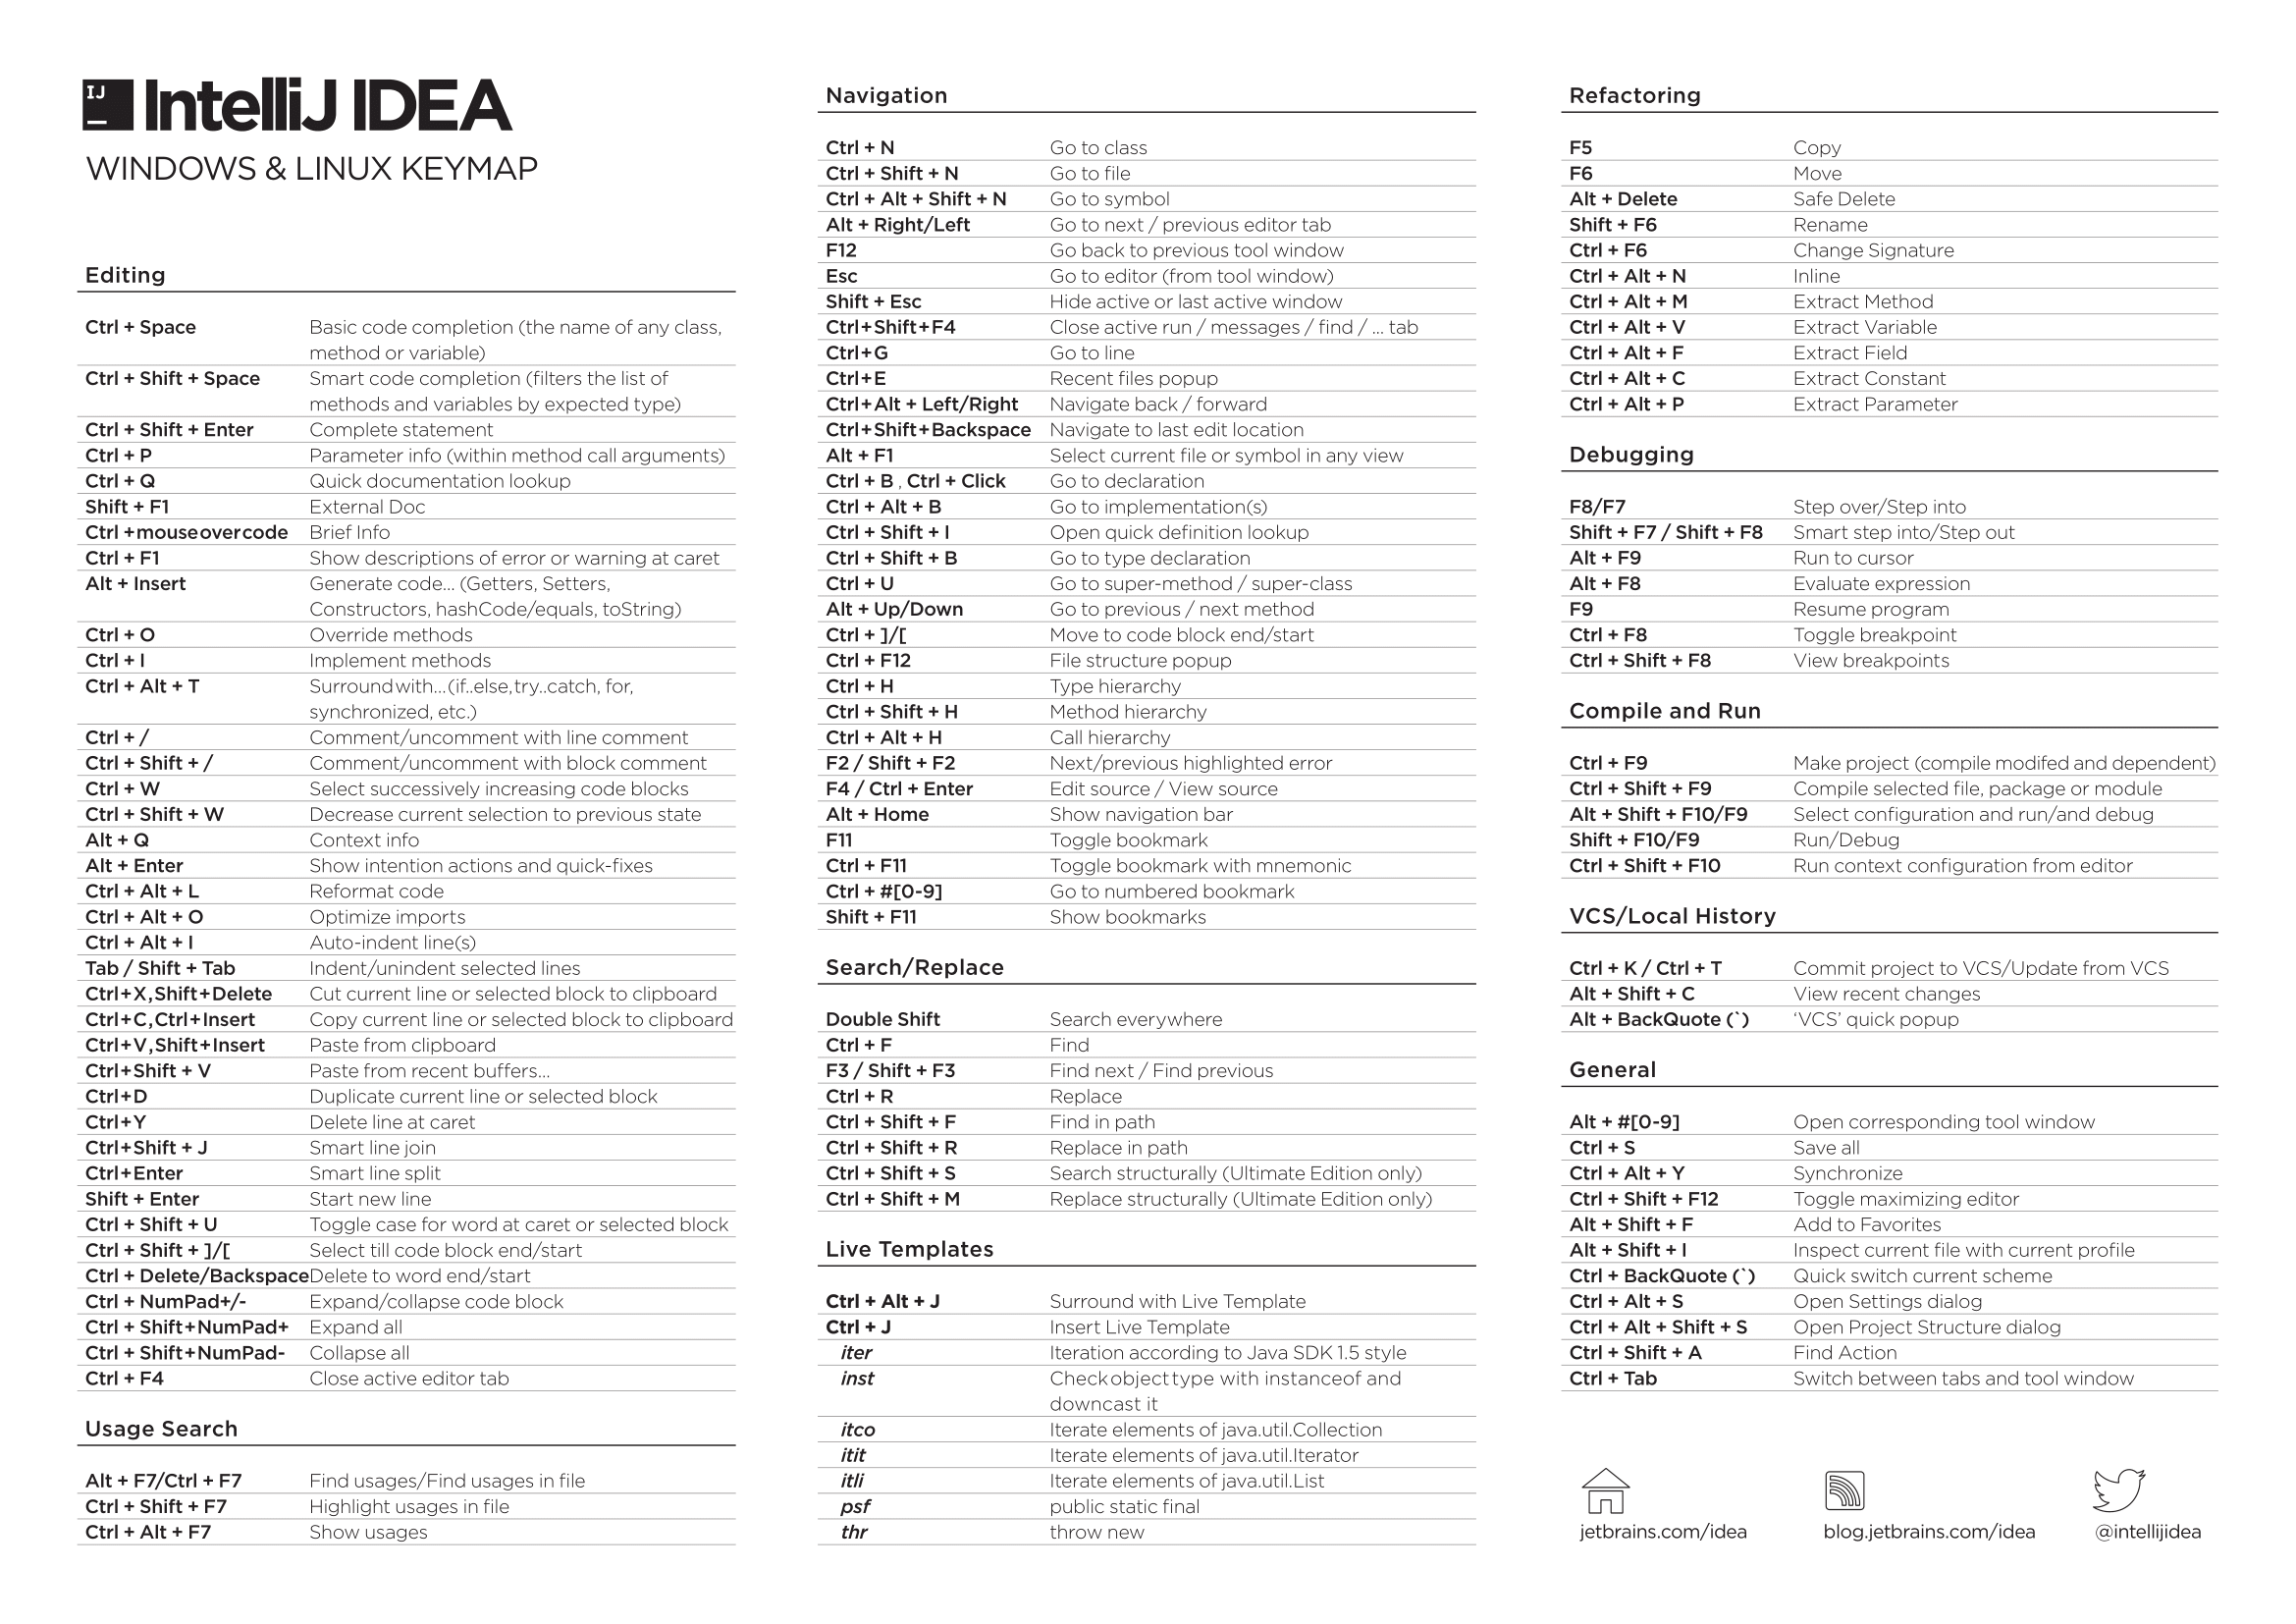 IJ IntelliJ IDEA
WINDOWS & LINUX KEYMAP
Editing
Ctrl + Space Basic code completion (the name of any class,
method or variable)
Ctrl + Shift + Space Smart code completion (filters the list of
methods and variables by expected type)
Ctrl + Shift + Enter Complete statement
Ctrl + P Parameter info (within method call arguments)
Ctrl + Q Quick documentation lookup
Shift + F1 External Doc
Ctrl +mouseovercode Brief Info
Ctrl + F1 Show descriptions of error or warning at caret
Alt + Insert Generate code... (Getters, Setters,
Constructors, hashCode/equals, toString)
Ctrl + O Override methods
Ctrl + I Implement methods
Ctrl + Alt + T Surroundwith...(if..else,try..catch, for,
synchronized, etc.)
Ctrl + / Comment/uncomment with line comment
Ctrl + Shift + / Comment/uncomment with block comment
Ctrl + W Select successively increasing code blocks
Ctrl + Shift + W Decrease current selection to previous state
Alt + Q Context info
Alt + Enter Show intention actions and quick-fixes
Ctrl + Alt + L Reformat code
Ctrl + Alt + O Optimize imports
Ctrl + Alt + I Auto-indent line(s)
Tab / Shift + Tab Indent/unindent selected lines
Ctrl+X,Shift+Delete Cut current line or selected block to clipboard
Ctrl+C,Ctrl+Insert Copy current line or selected block to clipboard
Ctrl+V,Shift+Insert Paste from clipboard
Ctrl+Shift + V Paste from recent buffers...
Ctrl+D Duplicate current line or selected block
Ctrl+Y Delete line at caret
Ctrl+Shift + J Smart line join
Ctrl+Enter Smart line split
Shift + Enter Start new line
Ctrl + Shift + U Toggle case for word at caret or selected block
Ctrl + Shift + ]/[ Select till code block end/start
Ctrl + Delete/Backspace Delete to word end/start
Ctrl + NumPad+/- Expand/collapse code block
Ctrl + Shift+NumPad+ Expand all
Ctrl + Shift+NumPad- Collapse all
Ctrl + F4 Close active editor tab
Usage Search
Alt + F7/Ctrl + F7 Find usages/Find usages in file
Ctrl + Shift + F7 Highlight usages in file
Ctrl + Alt + F7 Show usages
Navigation
Ctrl + N Go to class
Ctrl + Shift + N Go to file
Ctrl + Alt + Shift + N Go to symbol
Alt + Right/Left Go to next / previous editor tab
F12 Go back to previous tool window
Esc Go to editor (from tool window)
Shift + Esc Hide active or last active window
Ctrl+Shift+F4 Close active run / messages / find / ... tab
Ctrl+G Go to line
Ctrl+E Recent files popup
Ctrl+Alt + Left/Right Navigate back / forward
Ctrl+Shift+Backspace Navigate to last edit location
Alt + F1 Select current file or symbol in any view
Ctrl + B , Ctrl + Click Go to declaration
Ctrl + Alt + B Go to implementation(s)
Ctrl + Shift + I Open quick definition lookup
Ctrl + Shift + B Go to type declaration
Ctrl + U Go to super-method / super-class
Alt + Up/Down Go to previous / next method
Ctrl + ]/[ Move to code block end/start
Ctrl + F12 File structure popup
Ctrl + H Type hierarchy
Ctrl + Shift + H Method hierarchy
Ctrl + Alt + H Call hierarchy
F2 / Shift + F2 Next/previous highlighted error
F4 / Ctrl + Enter Edit source / View source
Alt + Home Show navigation bar
F11 Toggle bookmark
Ctrl + F11 Toggle bookmark with mnemonic
Ctrl + #[0-9] Go to numbered bookmark
Shift + F11 Show bookmarks
Search/Replace
Double Shift Search everywhere
Ctrl + F Find
F3 / Shift + F3 Find next / Find previous
Ctrl + R Replace
Ctrl + Shift + F Find in path
Ctrl + Shift + R Replace in path
Ctrl + Shift + S Search structurally (Ultimate Edition only)
Ctrl + Shift + M Replace structurally (Ultimate Edition only)
Live Templates
Ctrl + Alt + J Surround with Live Template
Ctrl + J Insert Live Template
iter Iteration according to Java SDK 1.5 style
inst Checkobjecttype with instanceof and
downcast it
itco Iterate elements of java.util.Collection
itit Iterate elements of java.util.Iterator
itli Iterate elements of java.util.List
psf public static final
thr throw new
Refactoring
F5 Copy
F6 Move
Alt + Delete Safe Delete
Shift + F6 Rename
Ctrl + F6 Change Signature
Ctrl + Alt + N Inline
Ctrl + Alt + M Extract Method
Ctrl + Alt + V Extract Variable
Ctrl + Alt + F Extract Field
Ctrl + Alt + C Extract Constant
Ctrl + Alt + P Extract Parameter
Debugging
F8/F7 Step over/Step into
Shift + F7 / Shift + F8 Smart step into/Step out
Alt + F9 Run to cursor
Alt + F8 Evaluate expression
F9 Resume program
Ctrl + F8 Toggle breakpoint
Ctrl + Shift + F8 View breakpoints
Compile and Run
Ctrl + F9 Make project (compile modifed and dependent)
Ctrl + Shift + F9 Compile selected file, package or module
Alt + Shift + F10/F9 Select configuration and run/and debug
Shift + F10/F9 Run/Debug
Ctrl + Shift + F10 Run context configuration from editor
VCS/Local History
Ctrl + K / Ctrl + T Commit project to VCS/Update from VCS
Alt + Shift + C View recent changes
Alt + BackQuote (`) ‘VCS’ quick popup
General
Alt + #[0-9] Open corresponding tool window
Ctrl + S Save all
Ctrl + Alt + Y Synchronize
Ctrl + Shift + F12 Toggle maximizing editor
Alt + Shift + F Add to Favorites
Alt + Shift + I Inspect current file with current profile
Ctrl + BackQuote (`) Quick switch current scheme
Ctrl + Alt + S Open Settings dialog
Ctrl + Alt + Shift + S Open Project Structure dialog
Ctrl + Shift + A Find Action
Ctrl + Tab Switch between tabs and tool window
jetbrains.com/idea blog.jetbrains.com/idea @intellijidea